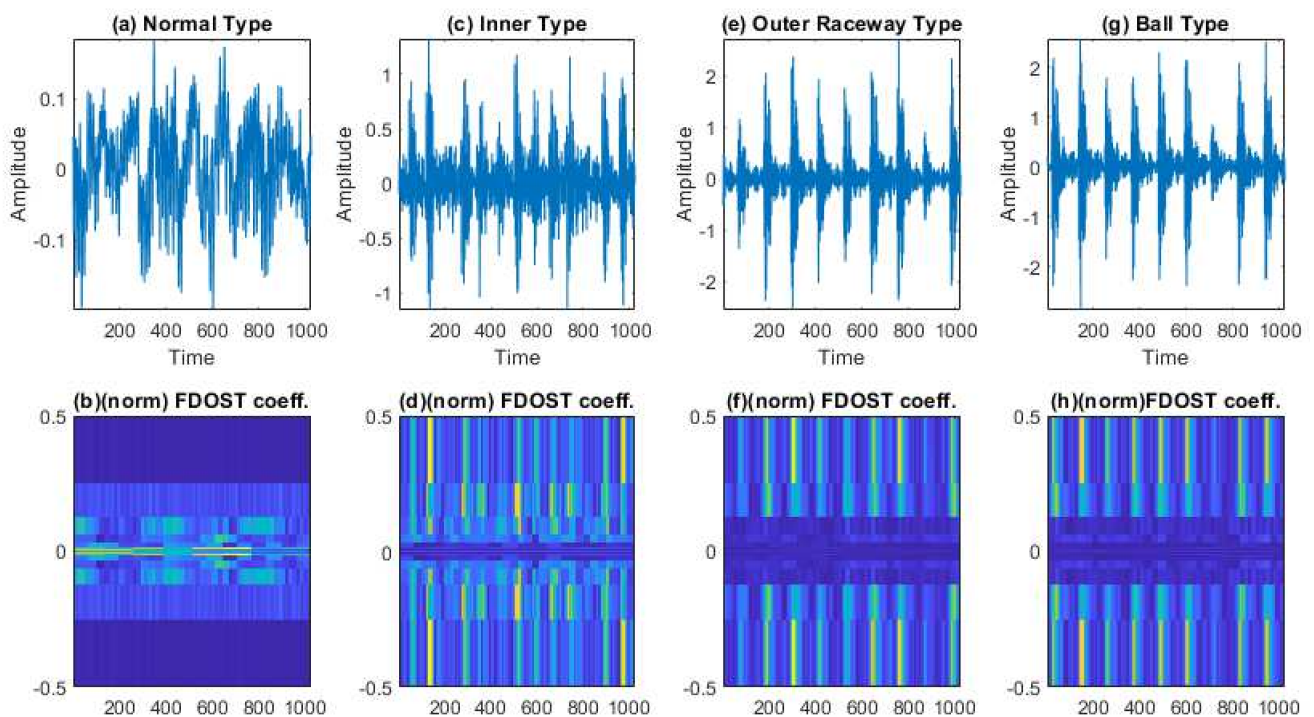 (a) Normal Type
(c) Inner Type
(e) Outer Raceway Type
(g) Ball Type
Amplitude
0.1
0
-0.1
200 400 600 800 1000
Time
Amplitude
1
0.5
0
-0.5
-1
200 400 600 800 1000
Time
Amplitude
2
1
0
-1
-2
200 400 600 800 1000
Time
Amplitude
2
1
0
-1
-2
200 400 600 800 1000
Time
(b)(norm) FDOST coeff.
0.5
0
-0.5
200 400 600 800 1000
(d)(norm) FDOST coeff.
0.5
0
-0.5
200 400 600 800 1000
(f)(norm) FDOST coeff.
0.5
0
-0.5
200 400 600 800 1000
(h)(norm)FDOST coeff.
0.5
0
-0.5
200 400 600 800 1000